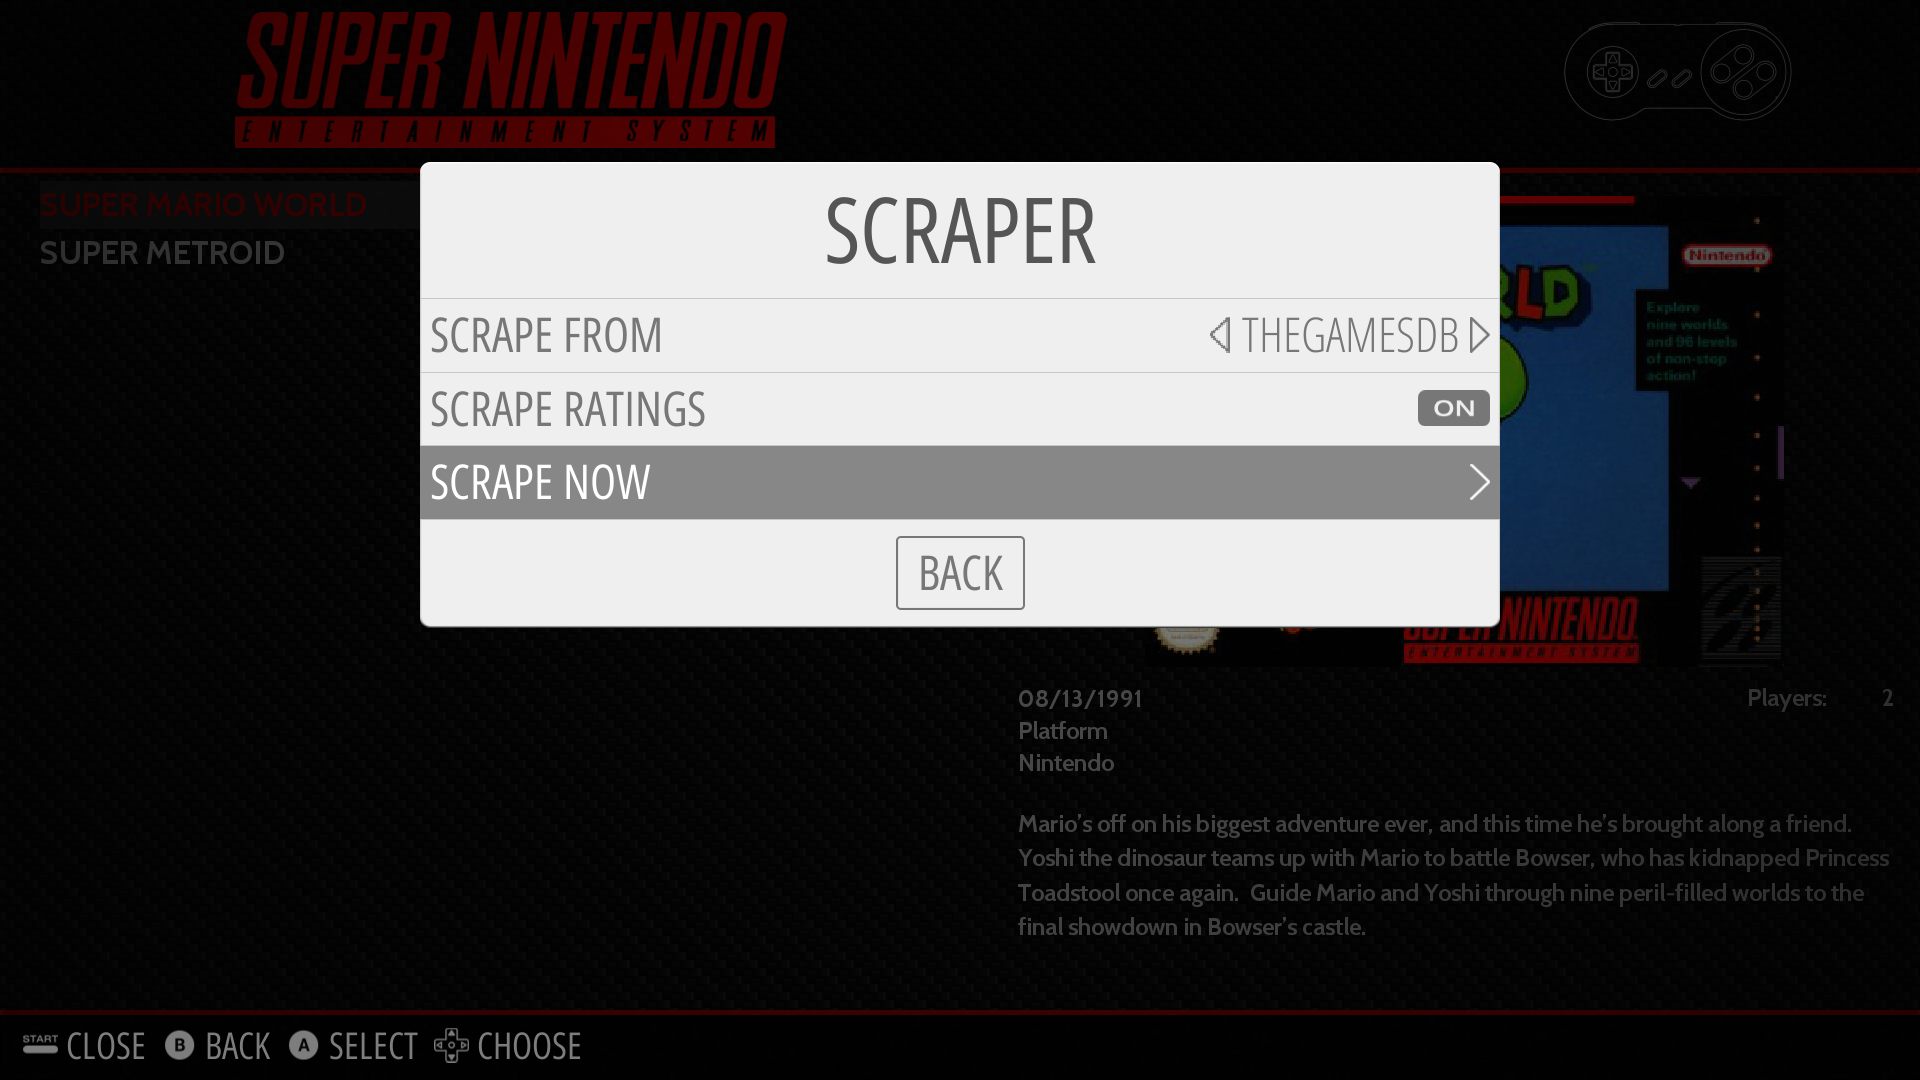 SUPER NINTENDO
ENTERTAINMENT SYSTEM
SUPER MARIO WORLD
SUPER METROID
SCRAPER
SCRAPE FROM THEGAMESDB
SCRAPE RATINGS ON
SCRAPE NOW
BACK
RLD
Nintendo
Explore
nine worlds
and 96 levels
of non-stop
action!
SUPER NINTENDO
ENTERTAINMENT SYSTEM
08/13/1991
Players: 2
Platform
Nintendo
Mario's off on his biggest adventure ever, and this time he's brought along a friend.
Yoshi the dinosaur teams up with Mario to battle Bowser, who has kidnapped Princess
Toadstool once again.  Guide Mario and Yoshi through nine peril-filled worlds to the
final showdown in Bowser's castle.
START CLOSE B BACK A SELECT CHOOSE